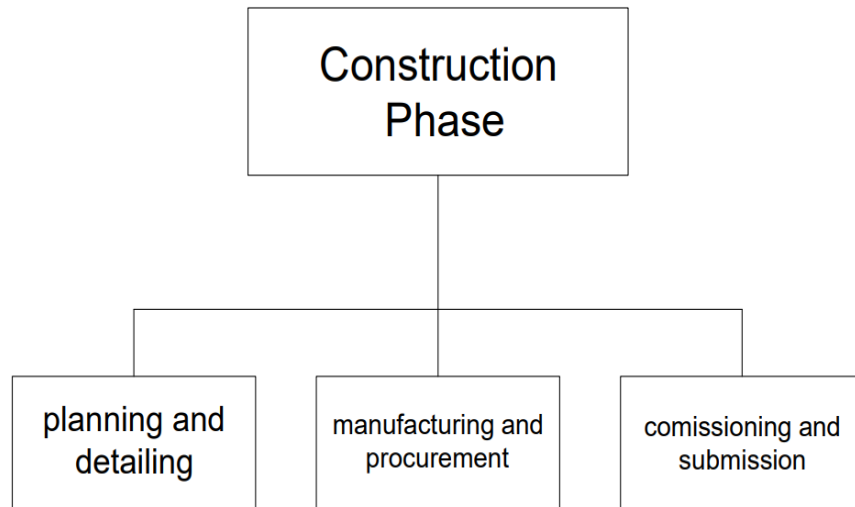 Construction
Phase
planning and
detailing
manufacturing and
procurement
comissioning and
submission